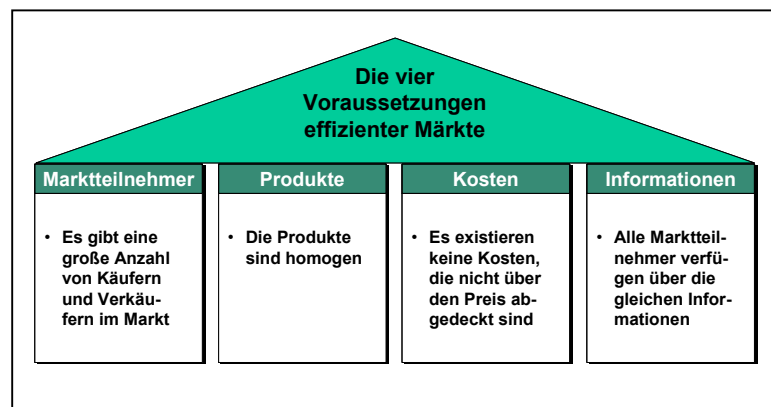 Die vier
Voraussetzungen
effizienter Märkte
Marktteilnehmer
• Es gibt eine
große Anzahl
von Käufern
und Verkäu-
fern im Markt
Produkte
• Die Produkte
sind homogen
Kosten
• Es existieren
keine Kosten,
die nicht über
den Preis ab-
gedeckt sind
Informationen
• Alle Marktteil-
nehmer verfü-
gen über die
gleichen Infor-
mationen